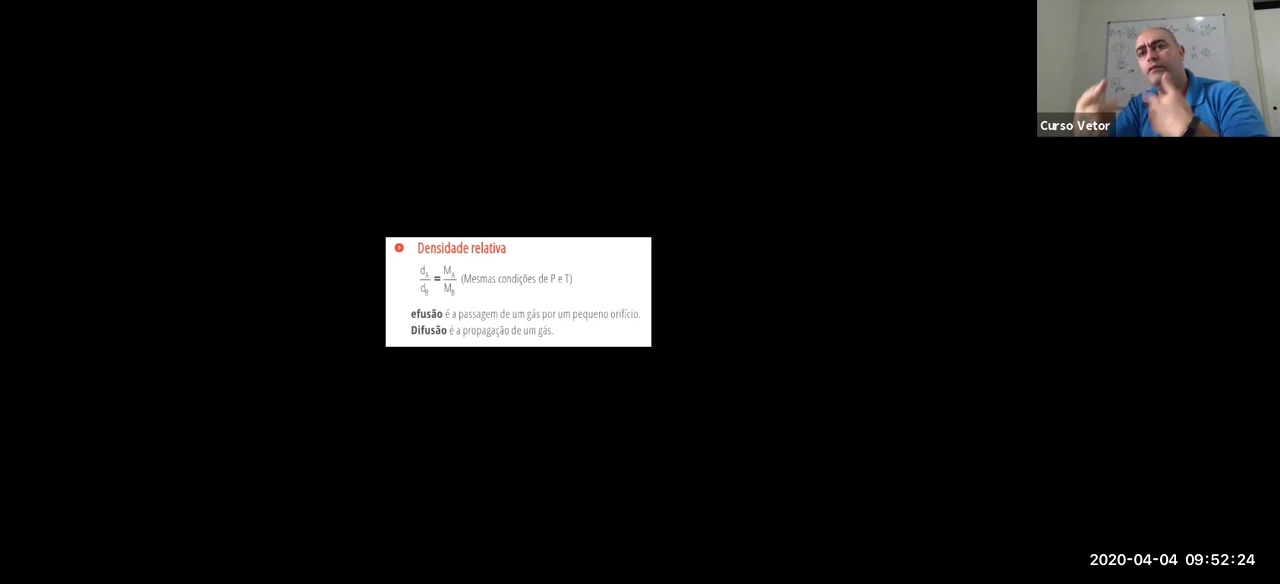 Curso Vetor
Densidade relativa
dA/dB = MA/MB (Mesmas condições de P e T)
efusão é a passagem de um gás por um pequeno orifício.
Difusão é a propagação de um gás.
2020-04-04 09:52:24